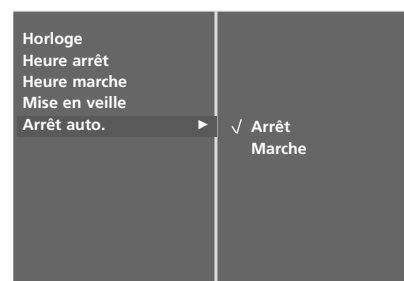 Horloge
Heure arrêt
Heure marche
Mise en veille
Arrêt auto. ► √ Arrêt
Marche